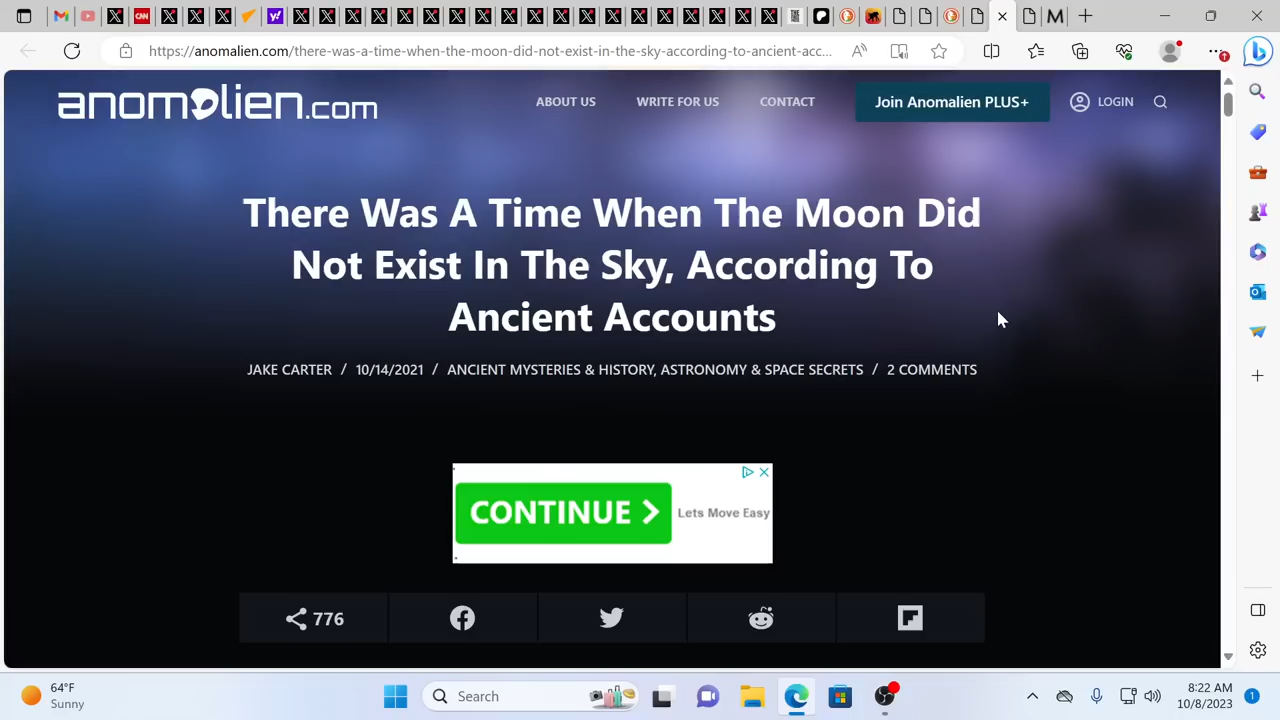 CNN
https://anomalien.com/there-was-a-time-when-the-moon-did-not-exist-in-the-sky-according-to-ancient-acc...
anomalien.com
ABOUT US
WRITE FOR US
CONTACT
Join Anomalien PLUS+
LOGIN
There Was A Time When The Moon Did
Not Exist In The Sky, According To
Ancient Accounts
JAKE CARTER / 10/14/2021 / ANCIENT MYSTERIES & HISTORY, ASTRONOMY & SPACE SECRETS / 2 COMMENTS
CONTINUE >
Lets Move Easy
776
64°F
Sunny
Search
8:22 AM
10/8/2023
1